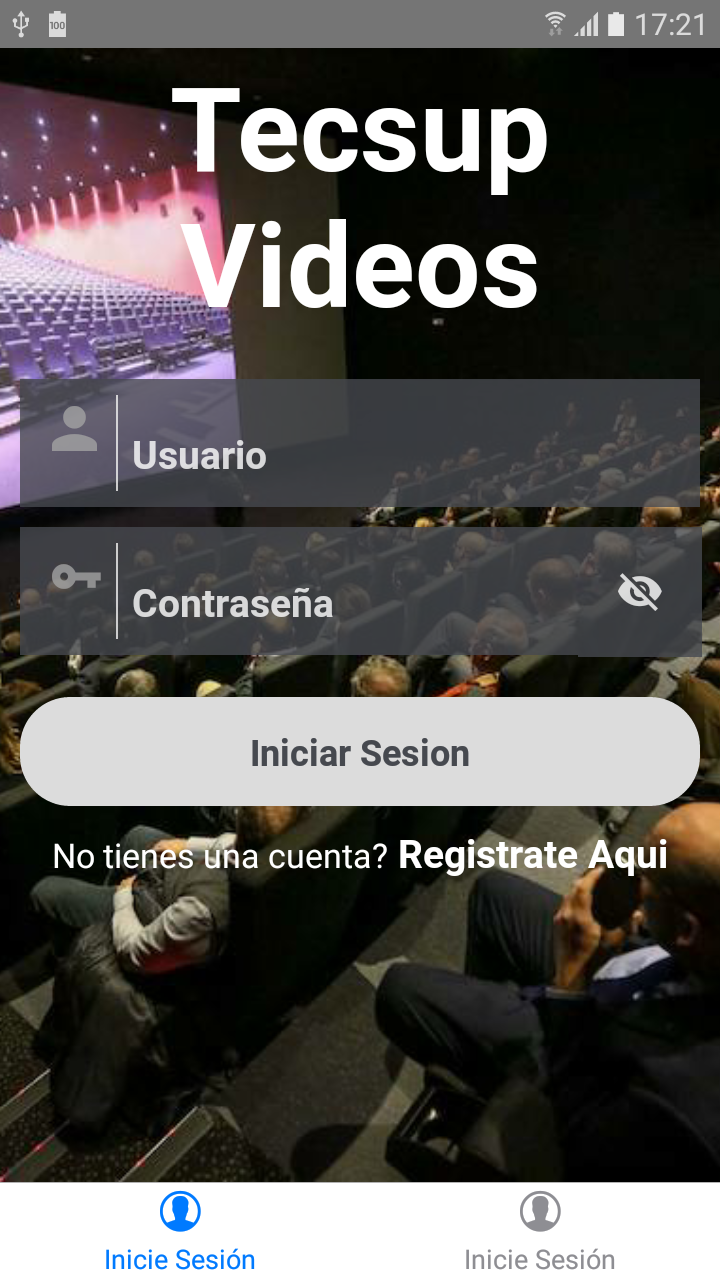 100 17:21
Tecsup
Videos
Usuario
Contraseña
Iniciar Sesion
No tienes una cuenta? Registrate Aqui
Inicie Sesión Inicie Sesión